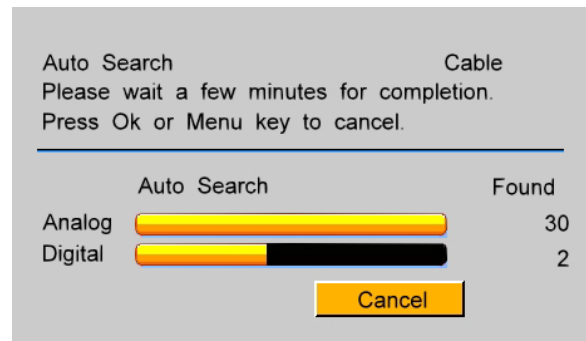 Auto Search Cable
Please wait a few minutes for completion.
Press Ok or Menu key to cancel.
Auto Search Found
Analog 30
Digital 2
Cancel